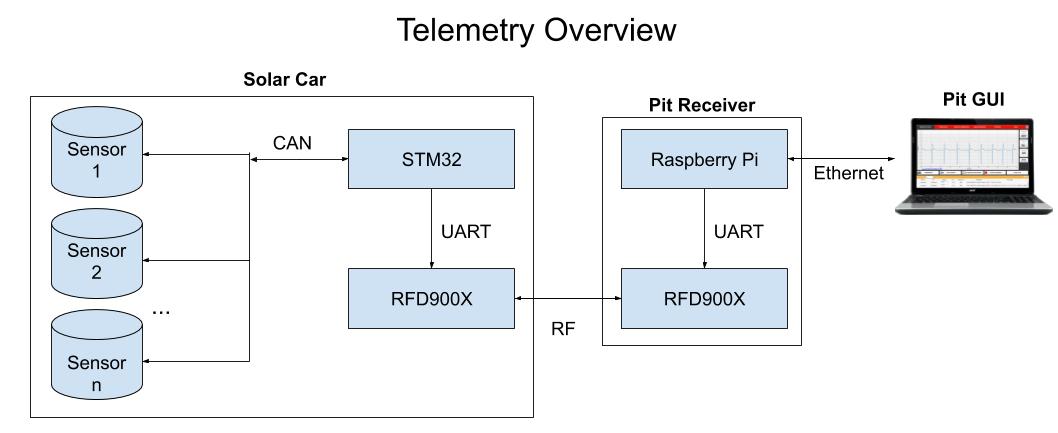 Telemetry Overview
Solar Car
Sensor
1
Sensor
2
...
Sensor
n
CAN
STM32
UART
RFD900X
RF
Pit Receiver
Raspberry Pi
UART
RFD900X
Ethernet
Pit GUI